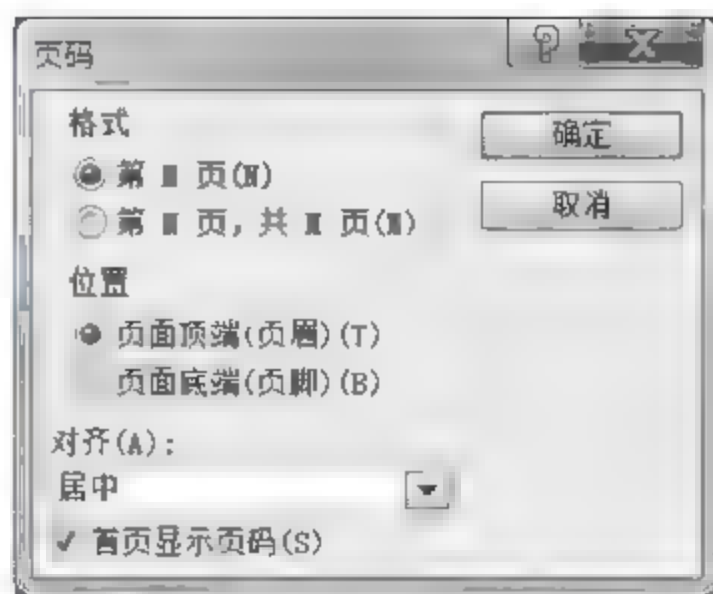 页码
格式
确定
第 N 页(N)
取消
第 N 页, 共 M 页(M)
位置
页面顶端(页眉)(T)
页面底端(页脚)(B)
对齐(A):
居中
首页显示页码(S)